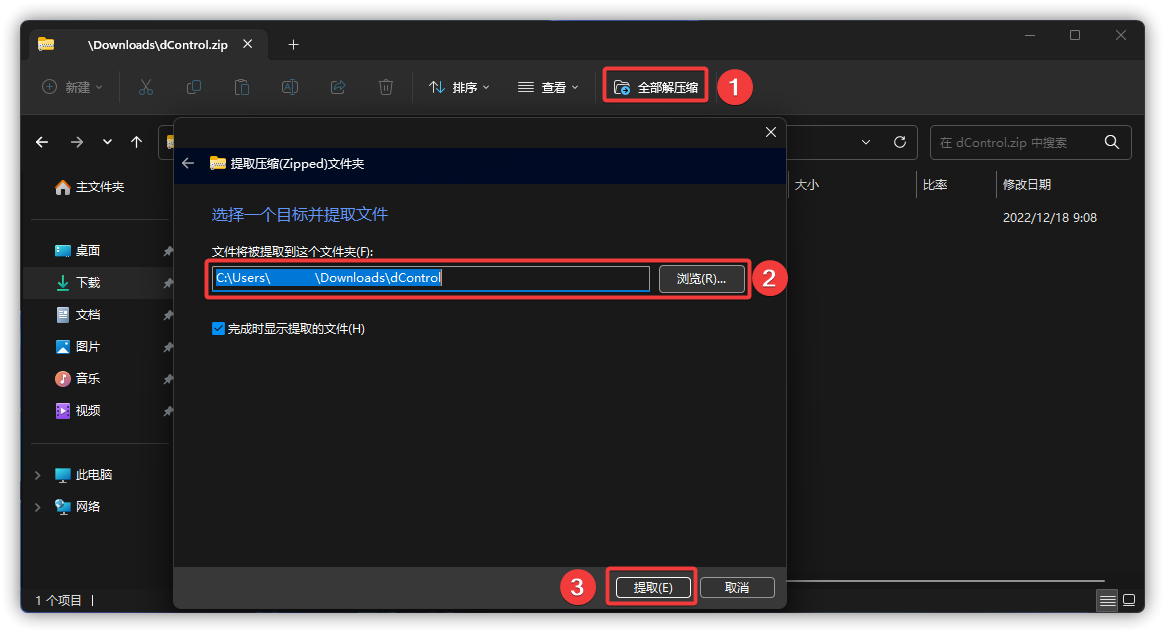 \Downloads\dControl.zip
新建
排序
查看
全部解压缩
1
在 dControl.zip 中搜索
提取压缩(Zipped)文件夹
主文件夹
大小
比率
修改日期
选择一个目标并提取文件
2022/12/18 9:08
文件将被提取到这个文件夹(F):
桌面
C:\Users\ \Downloads\dControl
浏览(R)...
2
下载
文档
完成时显示提取的文件(H)
图片
音乐
视频
此电脑
网络
3
提取(E)
取消
1 个项目